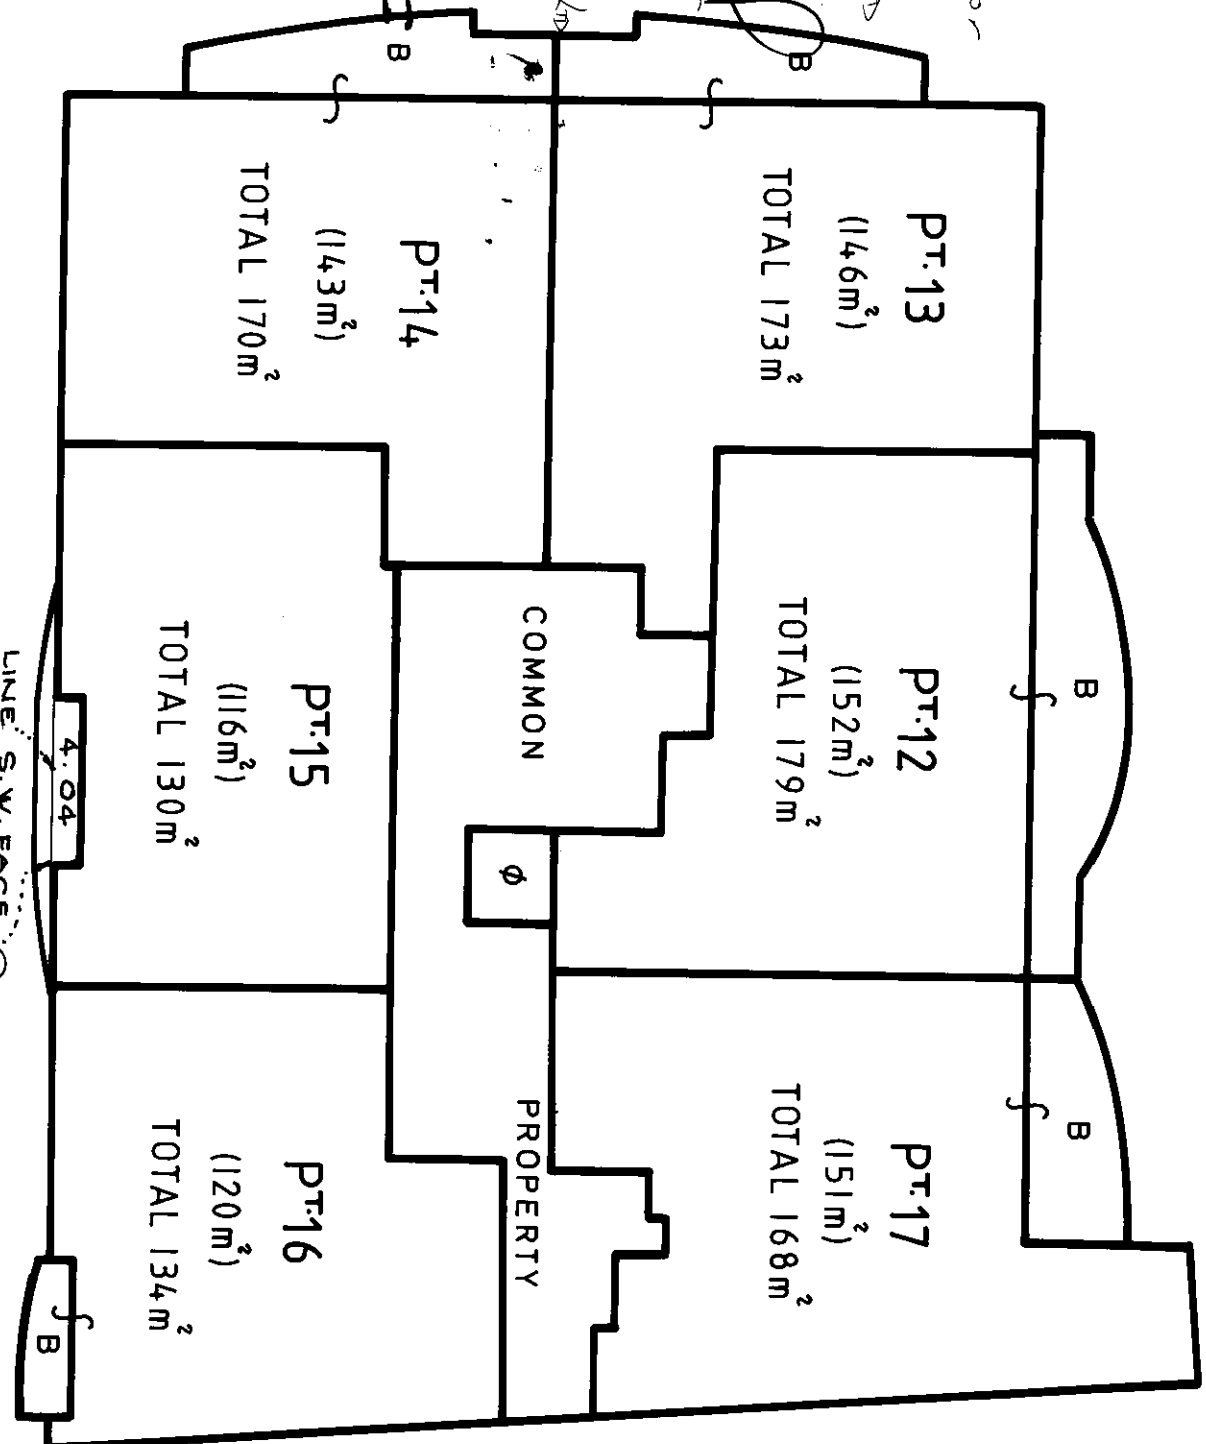 B
B
PT.14
(143m²)
TOTAL 170m²
PT.13
(146m²)
TOTAL 173m²
B
PT.12
(152m²)
TOTAL 179m²
COMMON
PROPERTY
ϕ
PT.15
(116m²)
TOTAL 130m²
4.04
B
PT.17
(151m²)
TOTAL 168m²
PT.16
(120m²)
TOTAL 134m²
B
LINE S.W. FACE